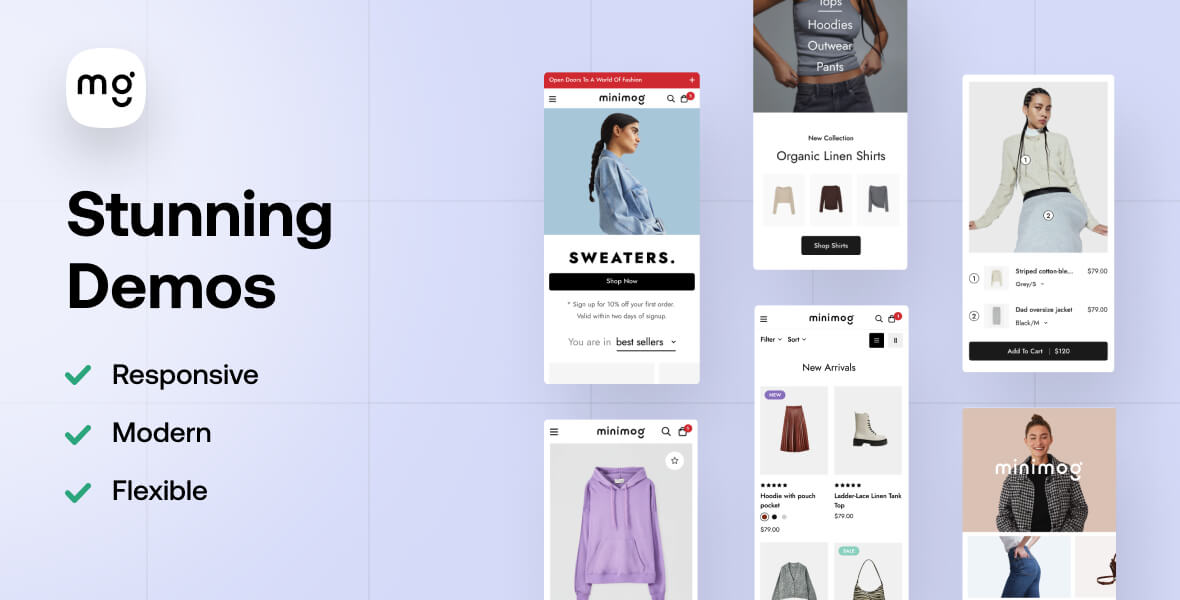 mg
Stunning
Demos
Responsive
Modern
Flexible
Open Doors To A World Of Fashion
+
minimog
1
SWEATERS.
Shop Now
* Sign up for 10% off your first order.
Valid within two days of signup.
You are in best sellers
minimog
Tops
Hoodies
Outwear
Pants
New Collection
Organic Linen Shirts
Shop Shirts
minimog
1
Filter Sort
New Arrivals
NEW
Hoodie with pouch
pocket
$79.00
Ladder-Lace Linen Tank
Top
$79.00
SALE
1
2
1
Striped cotton-ble...
$79.00
Grey/S
2
Dad oversize jacket
$79.00
Black/M
Add To Cart | $120
minimog